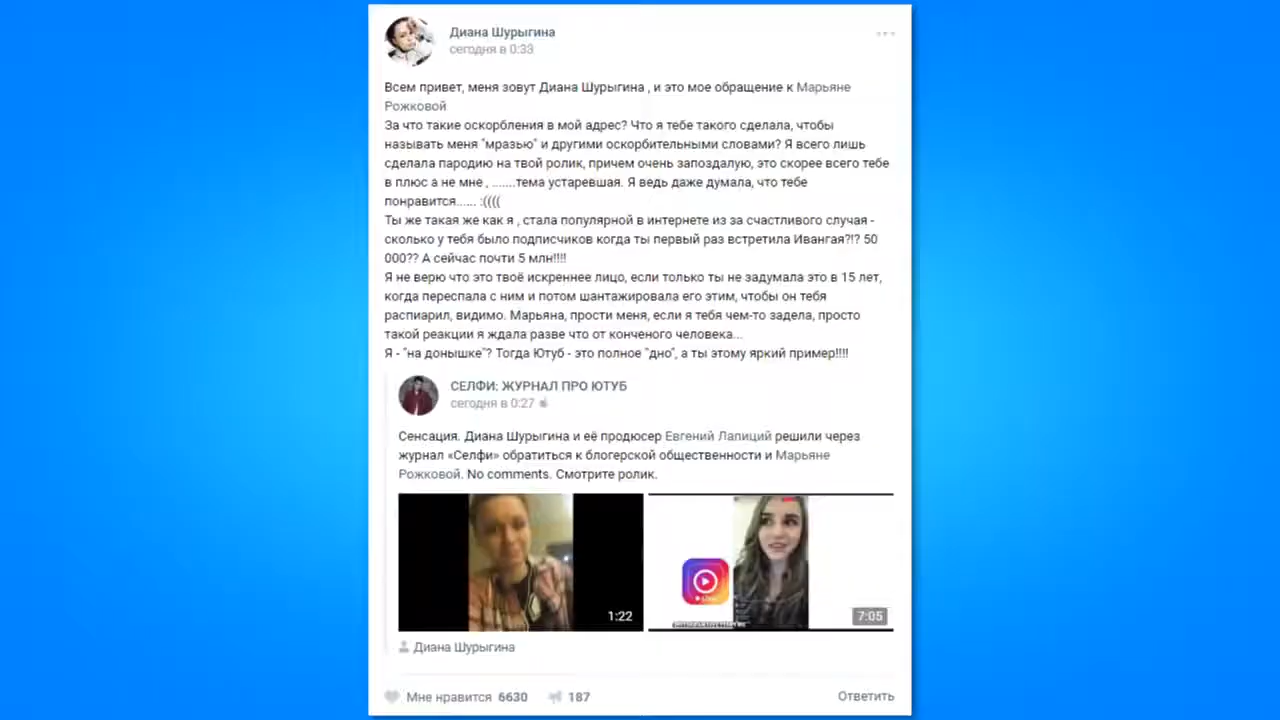 Диана Шурыгина
сегодня в 0:33
Всем привет, меня зовут Диана Шурыгина , и это мое обращение к Марьяне
Рожковой
За что такие оскорбления в мой адрес? Что я тебе такого сделала, чтобы
называть меня "мразью" и другими оскорбительными словами? Я всего лишь
сделала пародию на твой ролик, причем очень запоздалую, это скорее всего тебе
в плюс а не мне , .......тема устаревшая. Я ведь даже думала, что тебе
понравится...... :((((
Ты же такая же как я , стала популярной в интернете из за счастливого случая -
сколько у тебя было подписчиков когда ты первый раз встретила Ивангая?!? 50
000?? А сейчас почти 5 млн!!!!
Я не верю что это твоё искреннее лицо, если только ты не задумала это в 15 лет,
когда переспала с ним и потом шантажировала его этим, чтобы он тебя
распиарил, видимо. Марьяна, прости меня, если я тебя чем-то задела, просто
такой реакции я ждала разве что от конченого человека...
Я - "на донышке"? Тогда Ютуб - это полное "дно", а ты этому яркий пример!!!!
СЕЛФИ: ЖУРНАЛ ПРО ЮТУБ
сегодня в 0:27
Сенсация. Диана Шурыгина и её продюсер Евгений Лапиций решили через
журнал «Селфи» обратиться к блогерской общественности и Марьяне
Рожковой. No comments. Смотрите ролик.
1:22
7:05
Диана Шурыгина
Мне нравится 6630 187
Ответить